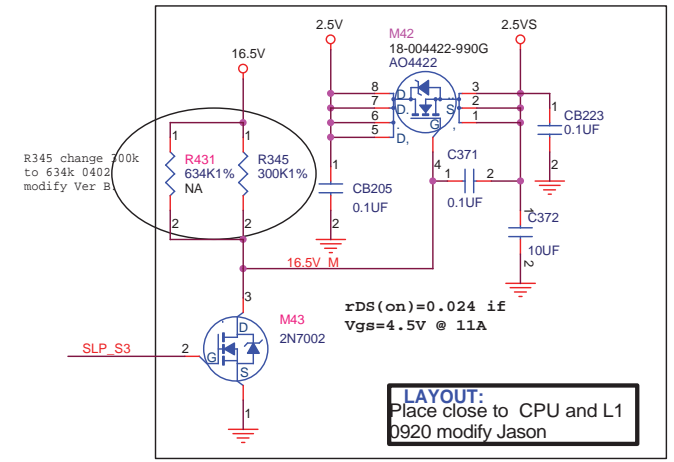 2.5V
M42
2.5VS
18-004422-990G
AO4422
16.5V
8
7
6
5
D
D
D
D,
S
G
3
2
1
4
1
CB223
0.1UF
2
R345 change 300k
to 634k 0402
modify Ver B.
1
R431
634K1%
NA
2
1
R345
300K1%
2
1
CB205
0.1UF
2
C371
1
2
0.1UF
1
C372
10UF
2
16.5V_M
rDS(on)=0.024 if
Vgs=4.5V @ 11A
3
M43
2N7002
D
G
S
SLP_S3
2
1
LAYOUT:
Place close to CPU and L1
0920 modify Jason